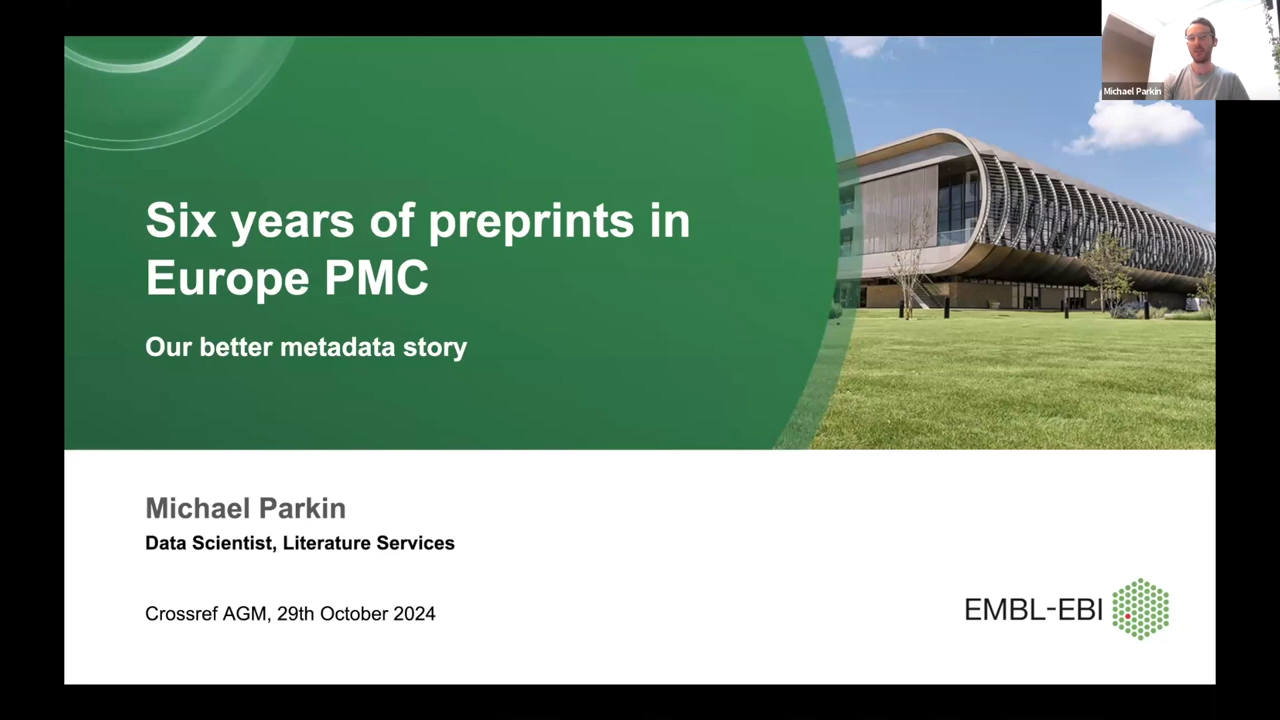 Michael Parkin
Six years of preprints in
Europe PMC
Our better metadata story
Michael Parkin
Data Scientist, Literature Services
Crossref AGM, 29th October 2024
EMBL-EBI